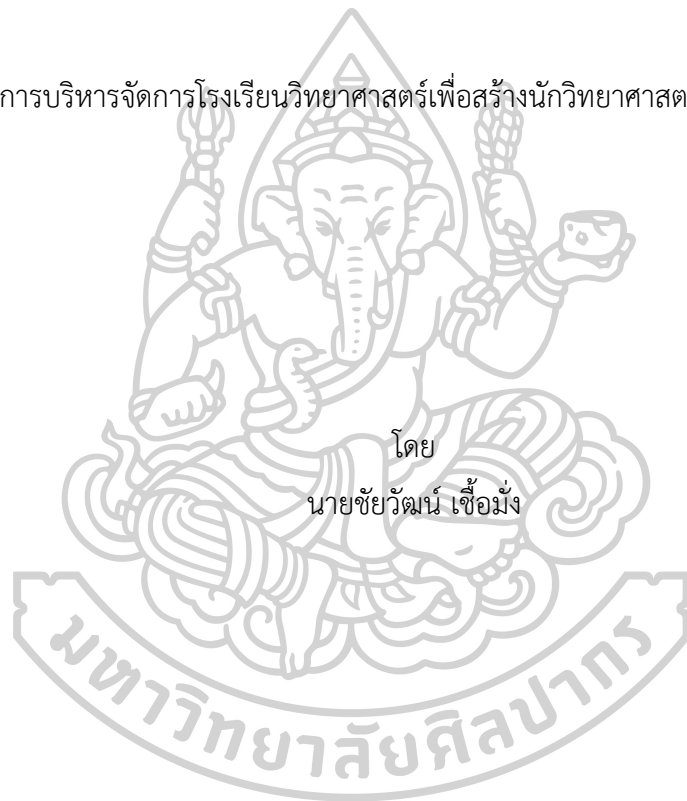 การบริหารจัดการโรงเรียนวิทยาศาสตร์เพื่อสร้างนักวิทยาศาสต
โดย
นายชัยวัฒน์ เชื้อมั่ง
มหาวิทยาลัยศิลปากร